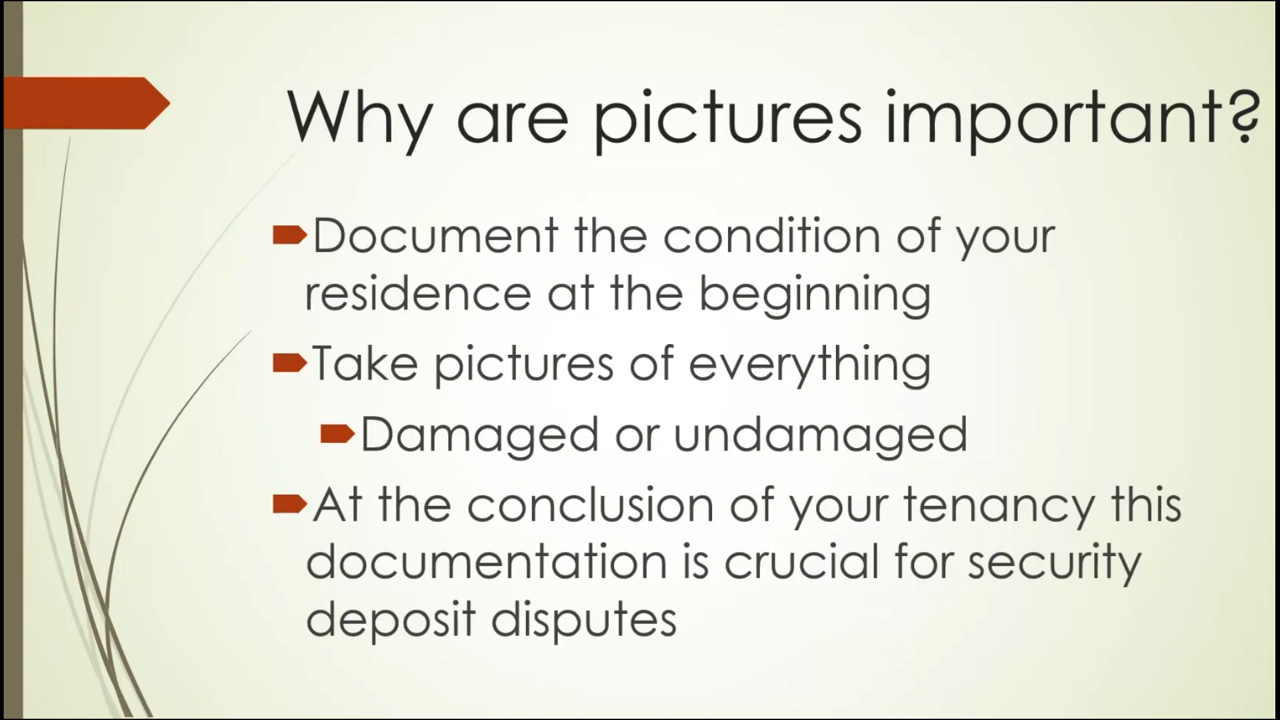 Why are pictures important?
Document the condition of your
residence at the beginning
Take pictures of everything
Damaged or undamaged
At the conclusion of your tenancy this
documentation is crucial for security
deposit disputes